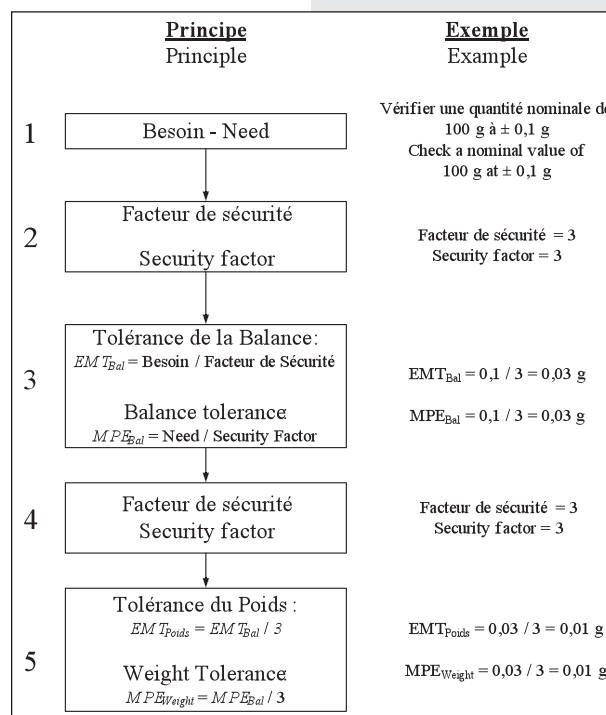 Principe
Principle
Exemple
Example
1
Besoin - Need
Vérifier une quantité nominale de
100 g à ± 0,1 g
Check a nominal value of
100 g at ± 0,1 g
2
Facteur de sécurité
Security factor
Facteur de sécurité = 3
Security factor = 3
3
Tolérance de la Balance:
EMT_Bal = Besoin / Facteur de Sécurité
Balance tolerance:
MPE_Bal = Need / Security Factor
EMT_Bal = 0,1 / 3 = 0,03 g
MPE_Bal = 0,1 / 3 = 0,03 g
4
Facteur de sécurité
Security factor
Facteur de sécurité = 3
Security factor = 3
5
Tolérance du Poids :
EMT_Poids = EMT_Bal / 3
Weight Tolerance:
MPE_Weight = MPE_Bal / 3
EMT_Poids = 0,03 / 3 = 0,01 g
MPE_Weight = 0,03 / 3 = 0,01 g